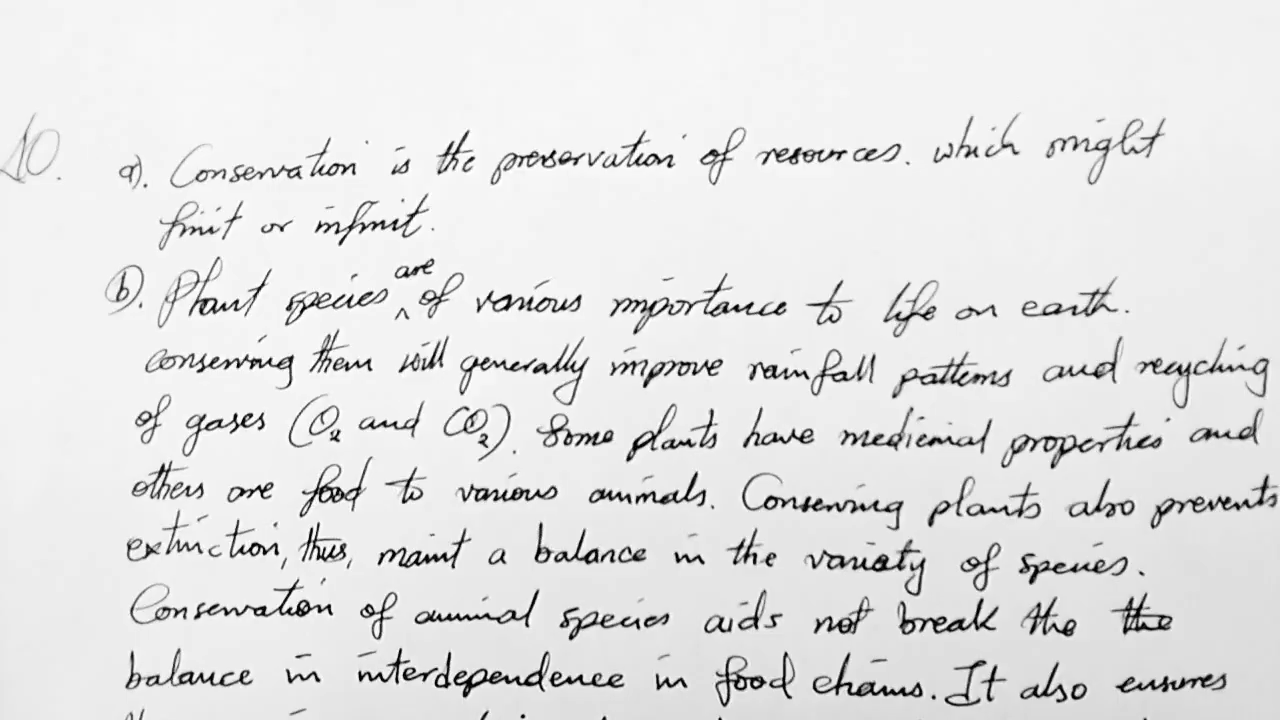 10.
a). Conservation is the preservation of resources. which might
finit or infinit.
b). Plant species are of various importance to life on earth.
conserving them will generally improve rainfall patterns and recycling
of gases (O2 and CO2). Some plants have medicinal properties and
others are food to various animals. Conserving plants also prevents
extinction, thus, maint a balance in the variety of species.
Conservation of animal species aids not break the the
balance in interdependence in food chains. It also ensures